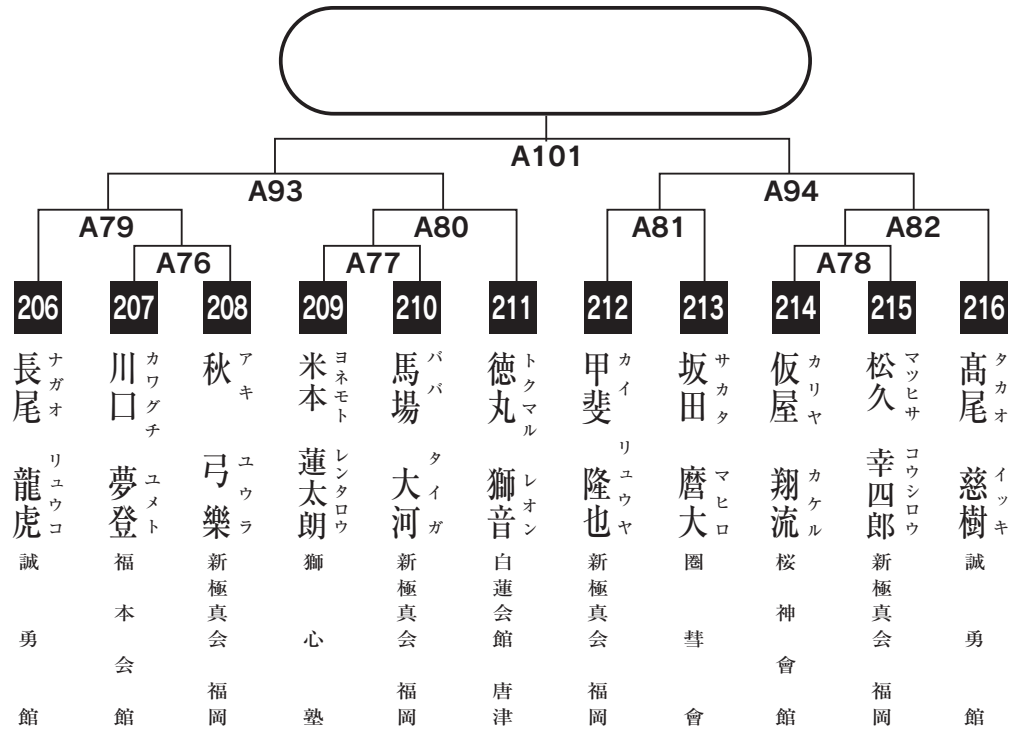 A101
A93
A94
A79
A80
A81
A82
A76
A77
A78
206
207
208
209
210
211
212
213
214
215
216
長尾 龍虎
ナガオ リュウコ
誠勇館
川口 夢登
カワグチ ユメト
福本会館
秋 弓樂
アキ ユウラ
新極真会 福岡
米本 蓮太朗
ヨネモト レンタロウ
獅心塾
馬場 大河
ババ タイガ
新極真会 福岡
徳丸 獅音
トクマル レオン
白蓮会館 唐津
甲斐 隆也
カイ リュウヤ
新極真会 福岡
坂田 麿大
サカタ マヒロ
圏彗會
仮屋 翔流
カリヤ カケル
桜神會館
松久 幸四郎
マツヒサ コウシロウ
新極真会 福岡
髙尾 慈樹
タカオ イッキ
誠勇館